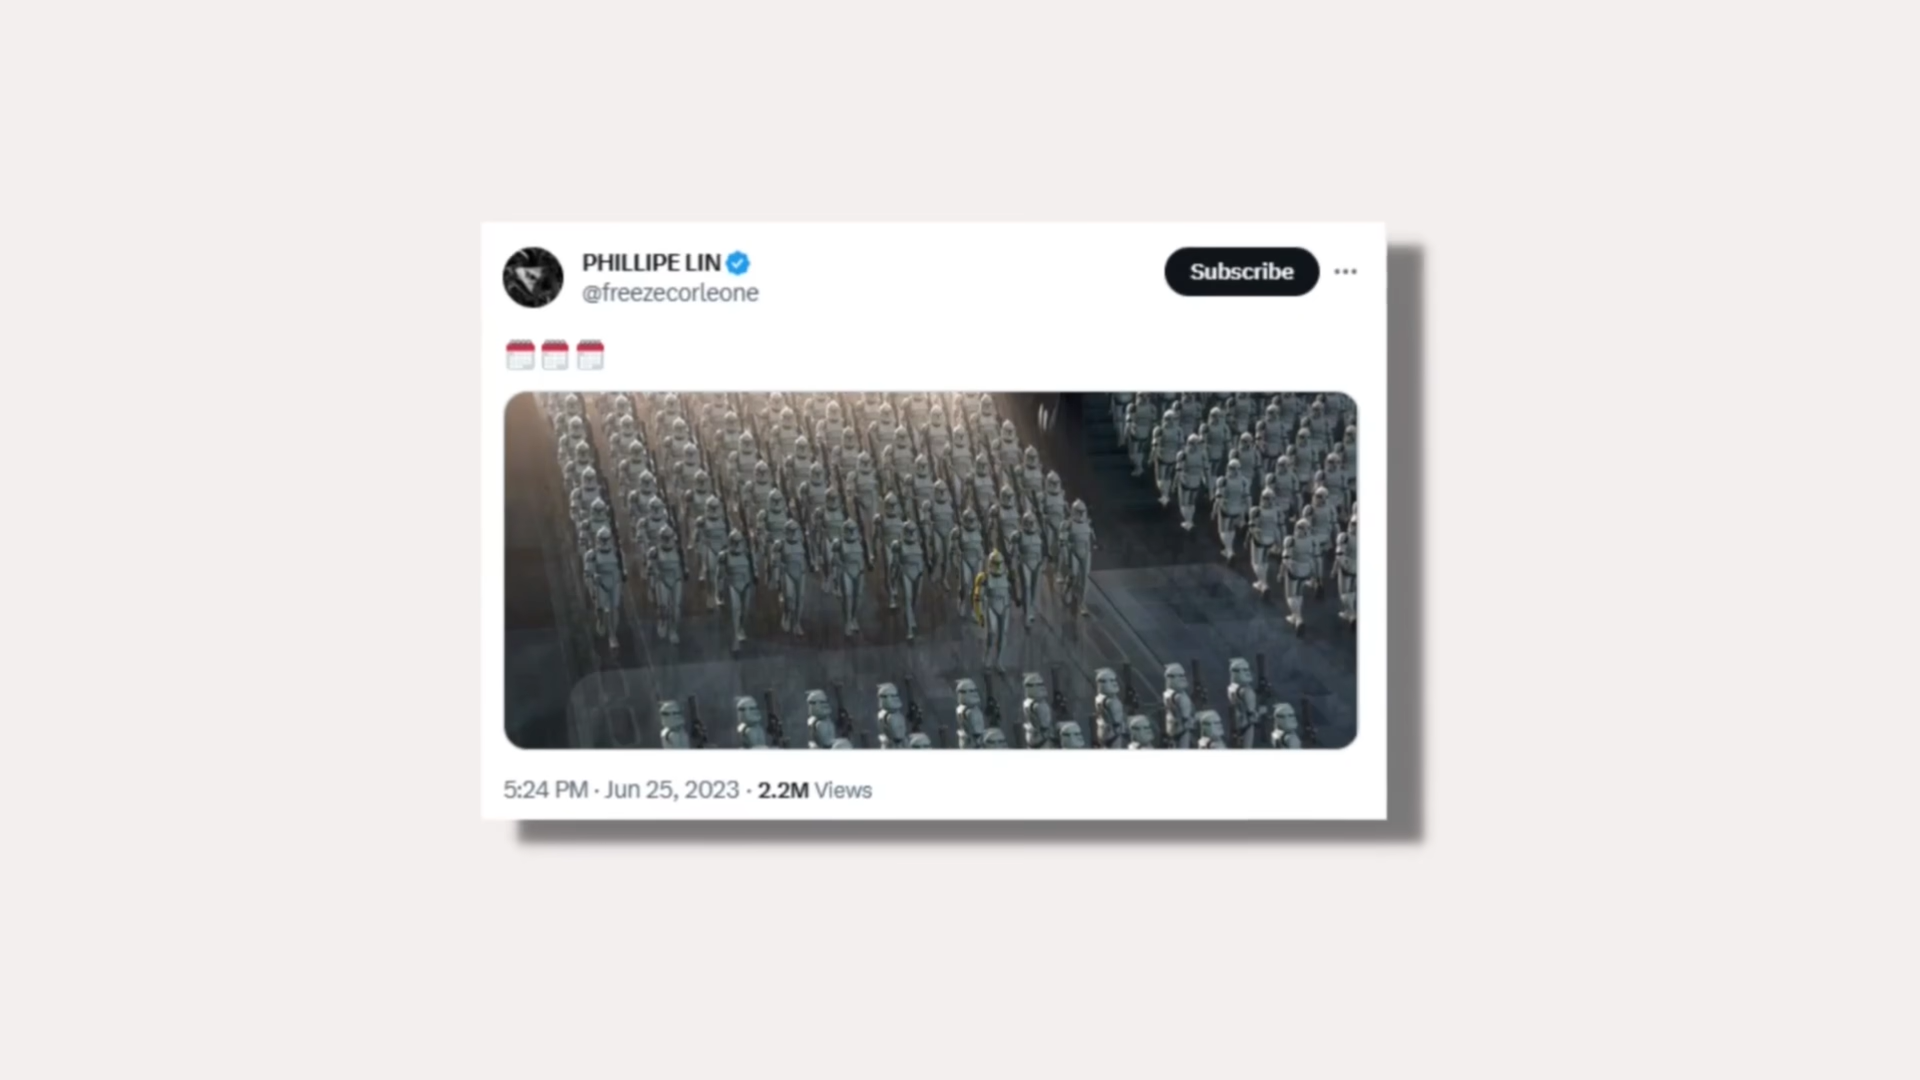 PHILLIPE LIN
@freezecorleone
Subscribe
🗓🗓🗓
5:24 PM · Jun 25, 2023 · 2.2M Views